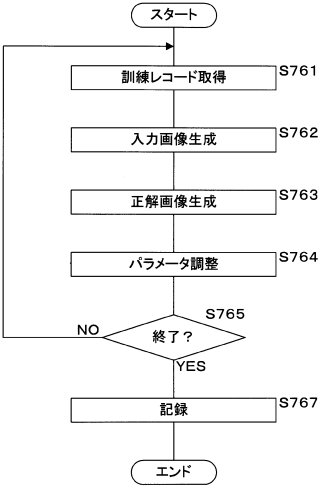 スタート
訓練レコード取得 S761
入力画像生成 S762
正解画像生成 S763
パラメータ調整 S764
S765
NO 終了?
YES
記録 S767
エンド